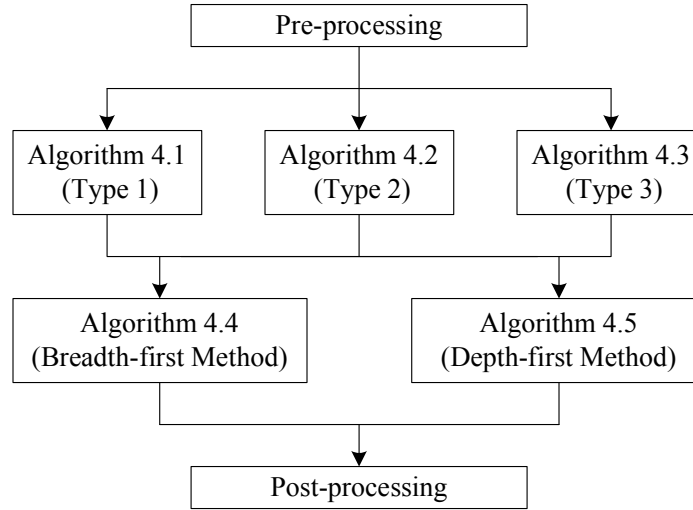 Pre-processing
Algorithm 4.1
(Type 1)
Algorithm 4.2
(Type 2)
Algorithm 4.3
(Type 3)
Algorithm 4.4
(Breadth-first Method)
Algorithm 4.5
(Depth-first Method)
Post-processing